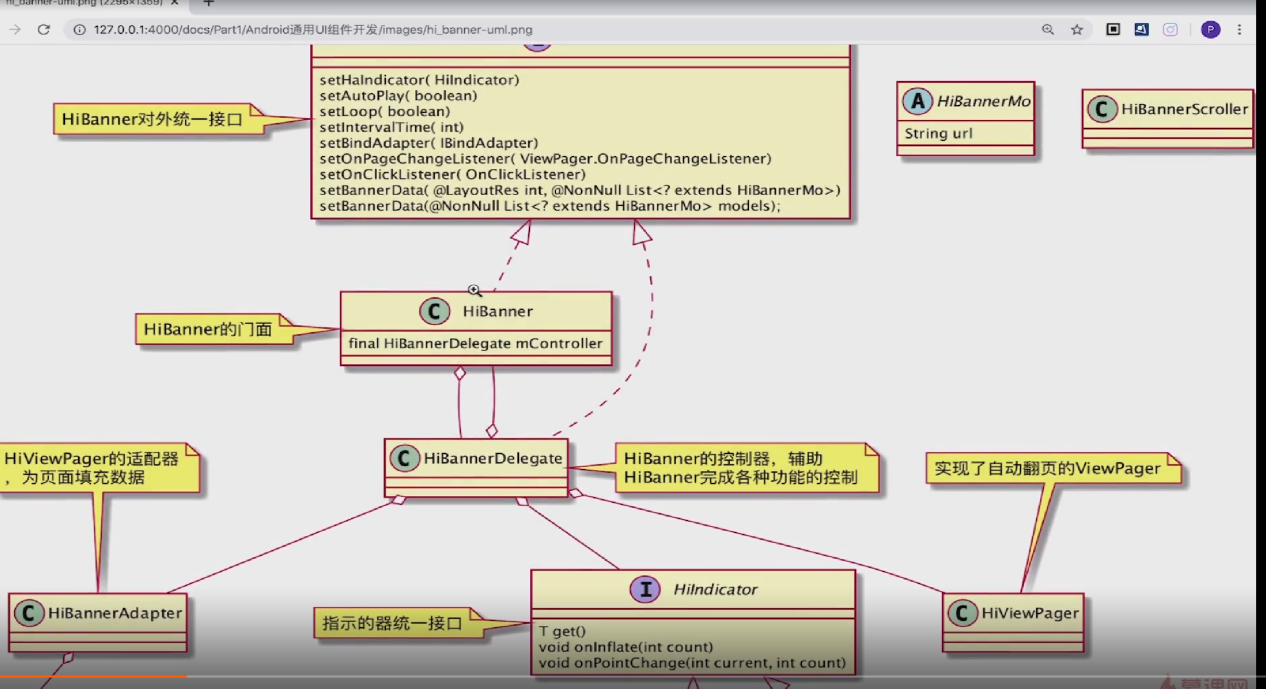 hi_banner-uml.png (2295×1359)
127.0.0.1:4000/docs/Part1/Android通用UI组件开发/images/hi_banner-uml.png
P
setHaIndicator( HiIndicator)
setAutoPlay( boolean)
setLoop( boolean)
setIntervalTime( int)
setBindAdapter( IBindAdapter)
setOnPageChangeListener( ViewPager.OnPageChangeListener)
setOnClickListener( OnClickListener)
setBannerData( @LayoutRes int, @NonNull List<? extends HiBannerMo>)
setBannerData(@NonNull List<? extends HiBannerMo> models);
HiBanner对外统一接口
A HiBannerMo
String url
C HiBannerScroller
C HiBanner
final HiBannerDelegate mController
HiBanner的门面
C HiBannerDelegate
HiBanner的控制器，辅助
HiBanner完成各种功能的控制
HiViewPager的适配器
，为页面填充数据
实现了自动翻页的ViewPager
C HiBannerAdapter
I HiIndicator
T get()
void onInflate(int count)
void onPointChange(int current, int count)
指示的器统一接口
C HiViewPager
慕课网